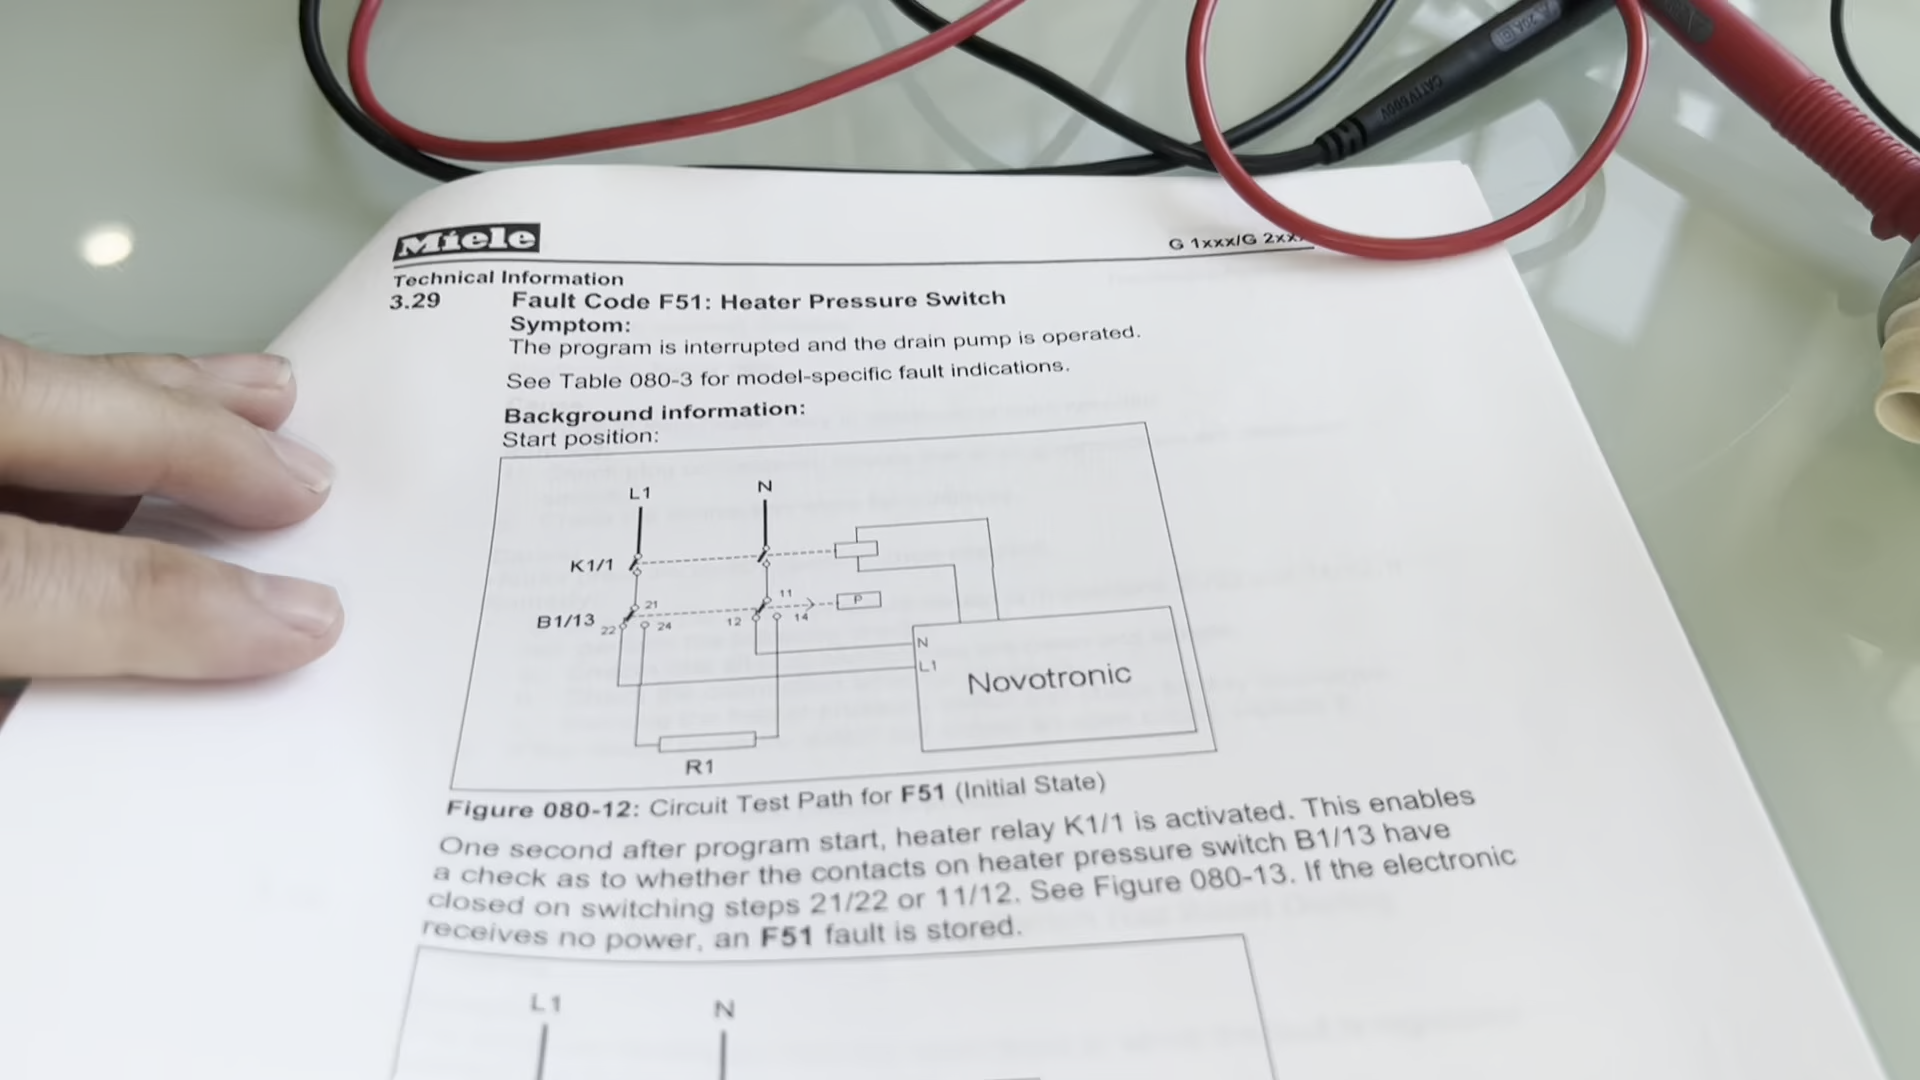 CAT IV 600V
Miele
G 1xxx/G 2xxx
Technical Information
3.29 Fault Code F51: Heater Pressure Switch
Symptom:
The program is interrupted and the drain pump is operated.
See Table 080-3 for model-specific fault indications.
Background information:
Start position:
L1 N
K1/1
B1/13 22 21 24 12 11 14 P
N
L1
Novotronic
R1
Figure 080-12: Circuit Test Path for F51 (Initial State)
One second after program start, heater relay K1/1 is activated. This enables
a check as to whether the contacts on heater pressure switch B1/13 have
closed on switching steps 21/22 or 11/12. See Figure 080-13. If the electronic
receives no power, an F51 fault is stored.
L1 N